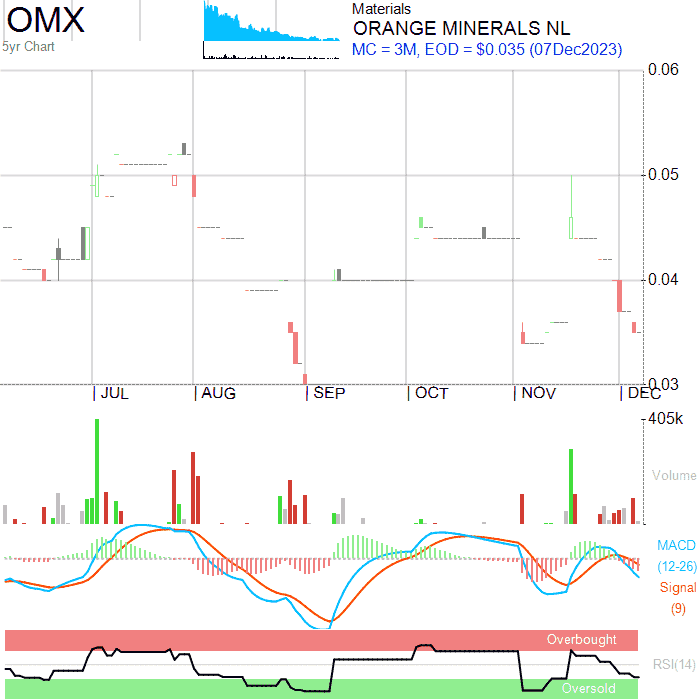 OMX
5yr Chart
Materials
ORANGE MINERALS NL
MC = 3M, EOD = $0.035 (07Dec2023)
0.06
0.05
0.04
0.03
JUL AUG SEP OCT NOV DEC
405k
Volume
MACD
(12-26)
Signal
(9)
Overbought
RSI(14)
Oversold